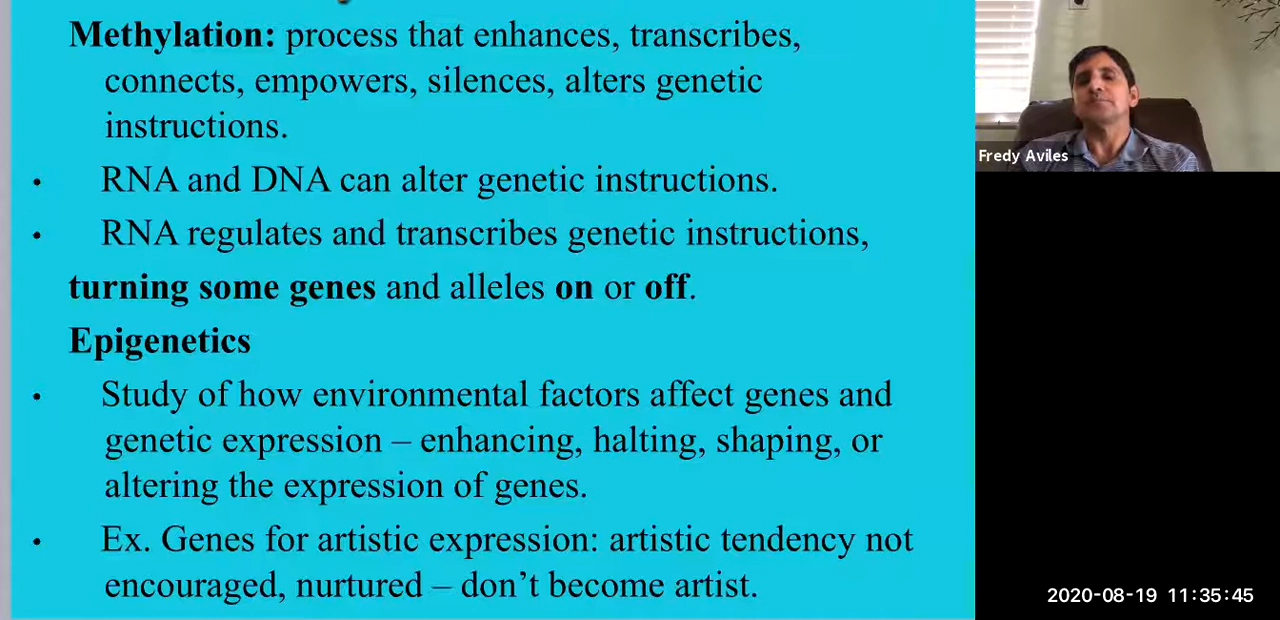 Methylation: process that enhances, transcribes,
connects, empowers, silences, alters genetic
instructions.
• RNA and DNA can alter genetic instructions.
• RNA regulates and transcribes genetic instructions,
turning some genes and alleles on or off.
Epigenetics
• Study of how environmental factors affect genes and
genetic expression – enhancing, halting, shaping, or
altering the expression of genes.
• Ex. Genes for artistic expression: artistic tendency not
encouraged, nurtured – don’t become artist.
Fredy Aviles
2020-08-19 11:35:45